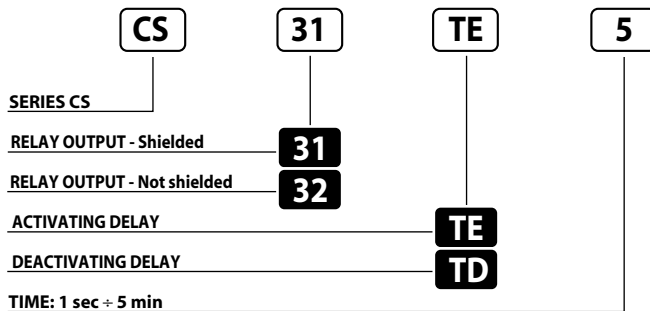 CS 31 TE 5
SERIES CS
RELAY OUTPUT - Shielded 31
RELAY OUTPUT - Not shielded 32
ACTIVATING DELAY TE
DEACTIVATING DELAY TD
TIME: 1 sec ÷ 5 min